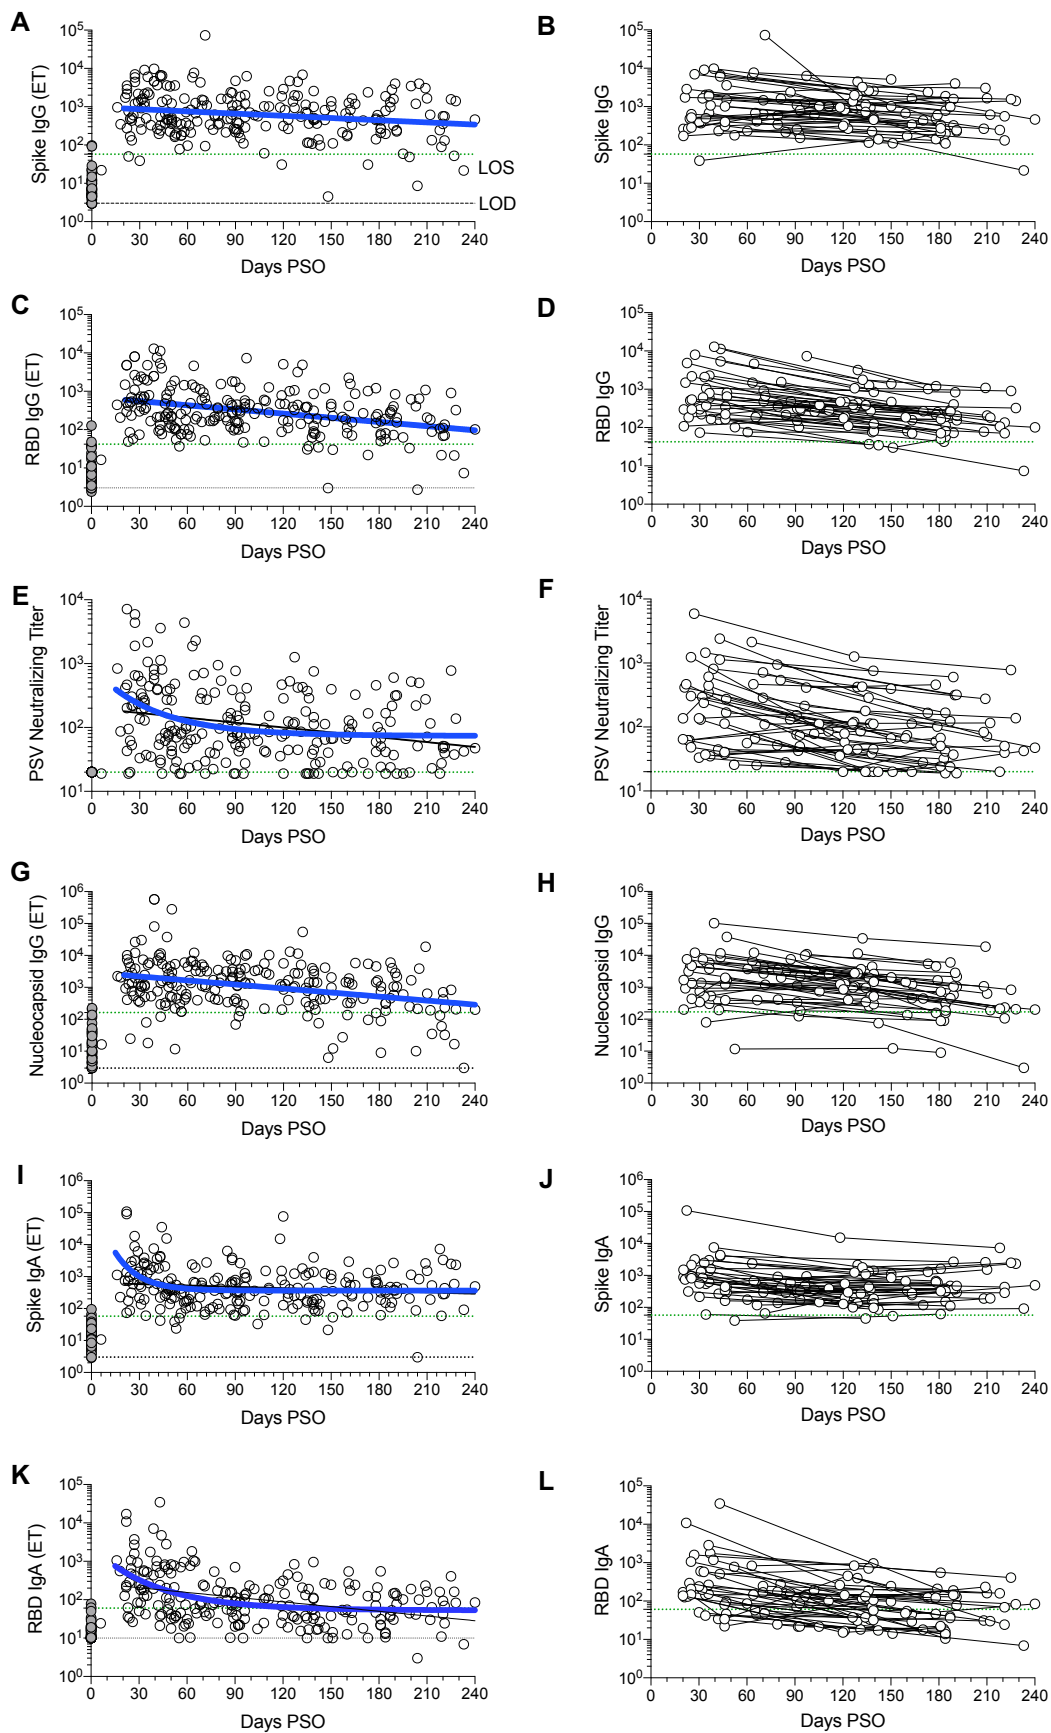 A
B
10⁵
10⁴
10³
10²
10¹
10⁰
Spike IgG (ET)
LOS
LOD
0 30 60 90 120 150 180 210 240
Days PSO
10⁵
10⁴
10³
10²
10¹
10⁰
Spike IgG
0 30 60 90 120 150 180 210 240
Days PSO
C
D
10⁵
10⁴
10³
10²
10¹
10⁰
RBD IgG (ET)
0 30 60 90 120 150 180 210 240
Days PSO
10⁵
10⁴
10³
10²
10¹
10⁰
RBD IgG
0 30 60 90 120 150 180 210 240
Days PSO
E
F
10⁴
10³
10²
10¹
PSV Neutralizing Titer
0 30 60 90 120 150 180 210 240
Days PSO
10⁴
10³
10²
10¹
PSV Neutralizing Titer
0 30 60 90 120 150 180 210 240
Days PSO
G
H
10⁶
10⁵
10⁴
10³
10²
10¹
10⁰
Nucleocapsid IgG (ET)
0 30 60 90 120 150 180 210 240
Days PSO
10⁶
10⁵
10⁴
10³
10²
10¹
10⁰
Nucleocapsid IgG
0 30 60 90 120 150 180 210 240
Days PSO
I
J
10⁶
10⁵
10⁴
10³
10²
10¹
10⁰
Spike IgA (ET)
0 30 60 90 120 150 180 210 240
Days PSO
10⁶
10⁵
10⁴
10³
10²
10¹
10⁰
Spike IgA
0 30 60 90 120 150 180 210 240
Days PSO
K
L
10⁵
10⁴
10³
10²
10¹
10⁰
RBD IgA (ET)
0 30 60 90 120 150 180 210 240
Days PSO
10⁵
10⁴
10³
10²
10¹
10⁰
RBD IgA
0 30 60 90 120 150 180 210 240
Days PSO